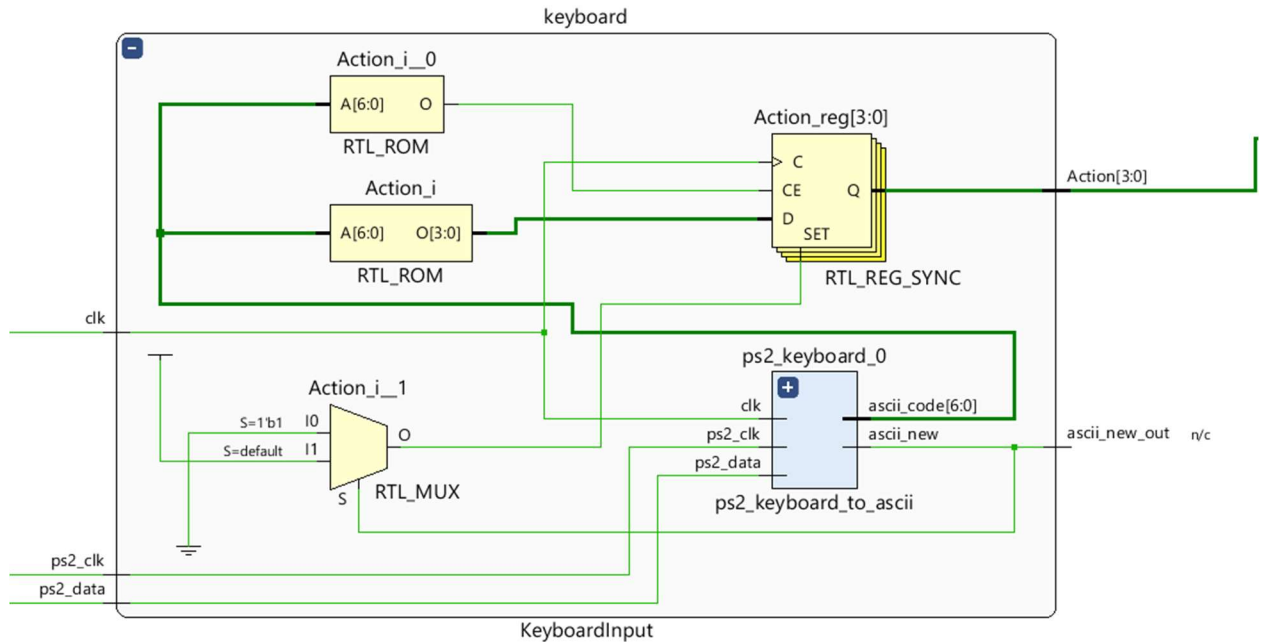 keyboard
Action_i__0
A[6:0] O
RTL_ROM
Action_i
A[6:0] O[3:0]
RTL_ROM
Action_reg[3:0]
C
CE Q
D
SET
RTL_REG_SYNC
Action[3:0]
clk
Action_i__1
S=1'b1 I0
S=default I1
O
S
RTL_MUX
ps2_keyboard_0
clk ascii_code[6:0]
ps2_clk ascii_new
ps2_data
ps2_keyboard_to_ascii
ascii_new_out n/c
ps2_clk
ps2_data
KeyboardInput